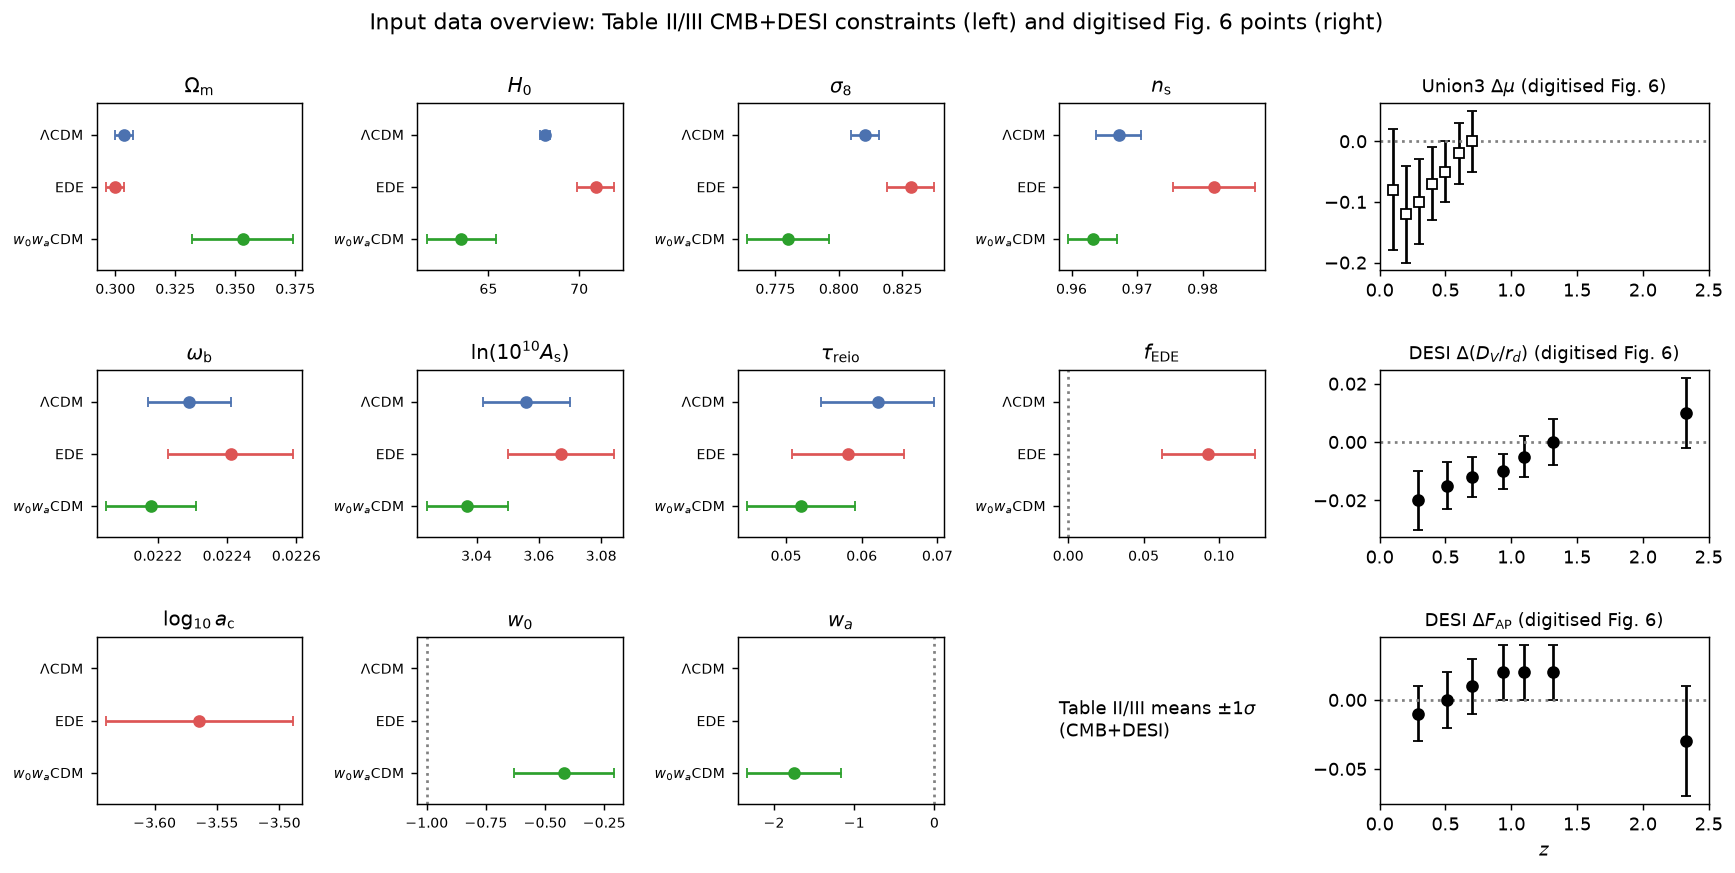 Input data overview: Table II/III CMB+DESI constraints (left) and digitised Fig. 6 points (right)
Ωm
ΛCDM
EDE
w0waCDM
0.300 0.325 0.350 0.375
H0
ΛCDM
EDE
w0waCDM
65 70
σ8
ΛCDM
EDE
w0waCDM
0.775 0.800 0.825
ns
ΛCDM
EDE
w0waCDM
0.96 0.97 0.98
Union3 Δμ (digitised Fig. 6)
0.0
−0.1
−0.2
0.0 0.5 1.0 1.5 2.0 2.5
ωb
ΛCDM
EDE
w0waCDM
0.0222 0.0224 0.0226
ln(10^10 As)
ΛCDM
EDE
w0waCDM
3.04 3.06 3.08
τreio
ΛCDM
EDE
w0waCDM
0.05 0.06 0.07
fEDE
ΛCDM
EDE
w0waCDM
0.00 0.05 0.10
DESI Δ(DV/rd) (digitised Fig. 6)
0.02
0.00
−0.02
0.0 0.5 1.0 1.5 2.0 2.5
log10 ac
ΛCDM
EDE
w0waCDM
−3.60 −3.55 −3.50
w0
ΛCDM
EDE
w0waCDM
−1.00 −0.75 −0.50 −0.25
wa
ΛCDM
EDE
w0waCDM
−2 −1 0
Table II/III means ±1σ
(CMB+DESI)
DESI ΔFAP (digitised Fig. 6)
0.00
−0.05
0.0 0.5 1.0 1.5 2.0 2.5
z